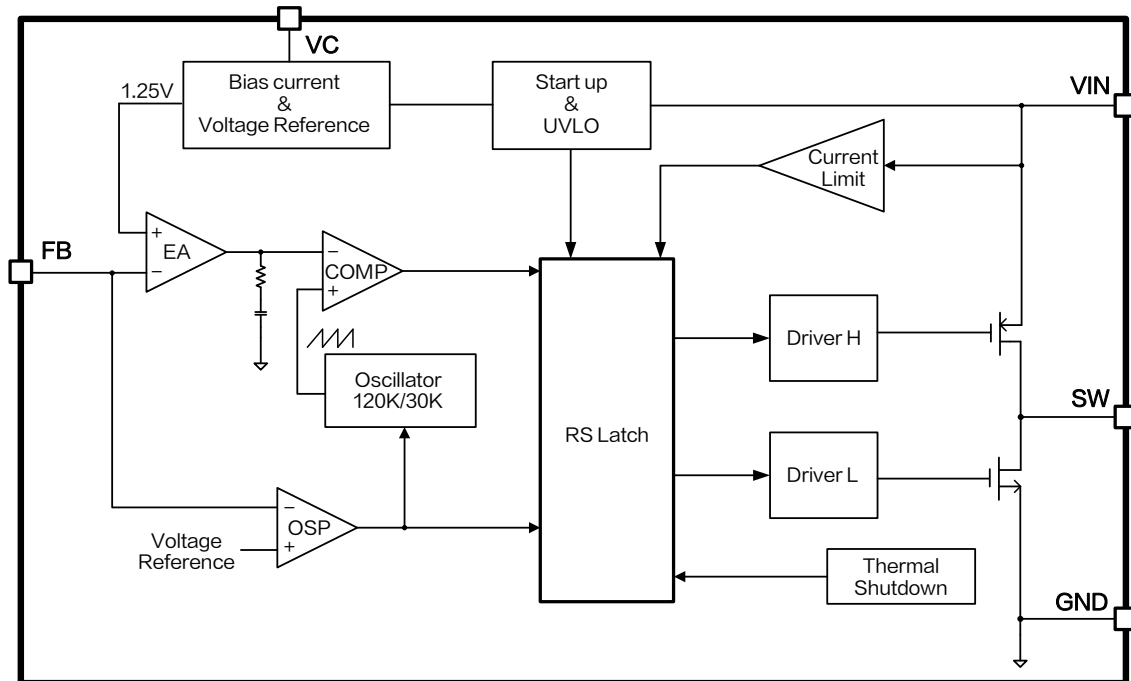 VC
1.25V
Bias current
&
Voltage Reference
Start up
&
UVLO
VIN
Current
Limit
FB
+
EA
−
−
COMP
+
Driver H
Oscillator
120K/30K
SW
RS Latch
Driver L
−
OSP
+
Voltage
Reference
Thermal
Shutdown
GND